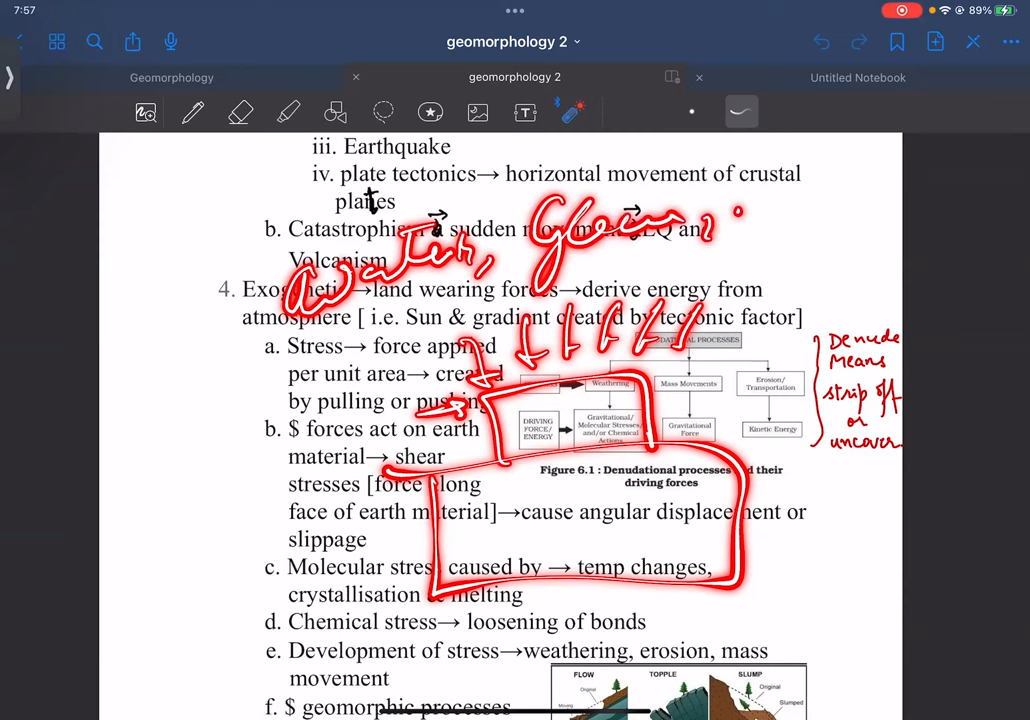 7:57
89%
geomorphology 2
Geomorphology
geomorphology 2
Untitled Notebook
iii. Earthquake
iv. plate tectonics→ horizontal movement of crustal
plates
b. Catastrophism → sudden EQ and
Volcanism
water,
4. Exogenetic→land wearing forces→derive energy from
atmosphere [ i.e. Sun & gradient created by tectonic factor]
a. Stress→ force applied
per unit area→ created
by pulling or pushing
b. $ forces act on earth
material→ shear
stresses [force along
face of earth material]→cause angular displacement or
slippage
DENUDATIONAL PROCESSES
Weathering
Mass Movements
Erosion/
Transportation
DRIVING
FORCE/
ENERGY
Gravitational/
Molecular Stresses
and/or Chemical
Actions
Gravitational
Force
Kinetic Energy
Figure 6.1 : Denudational processes and their
driving forces
Denude
Means
strip off
or
uncover
c. Molecular stress caused by → temp changes,
crystallisation & melting
d. Chemical stress→ loosening of bonds
e. Development of stress→weathering, erosion, mass
movement
f. $ geomorphic processes
FLOW
TOPPLE
SLUMP
Original
Original
Moving
Slumped